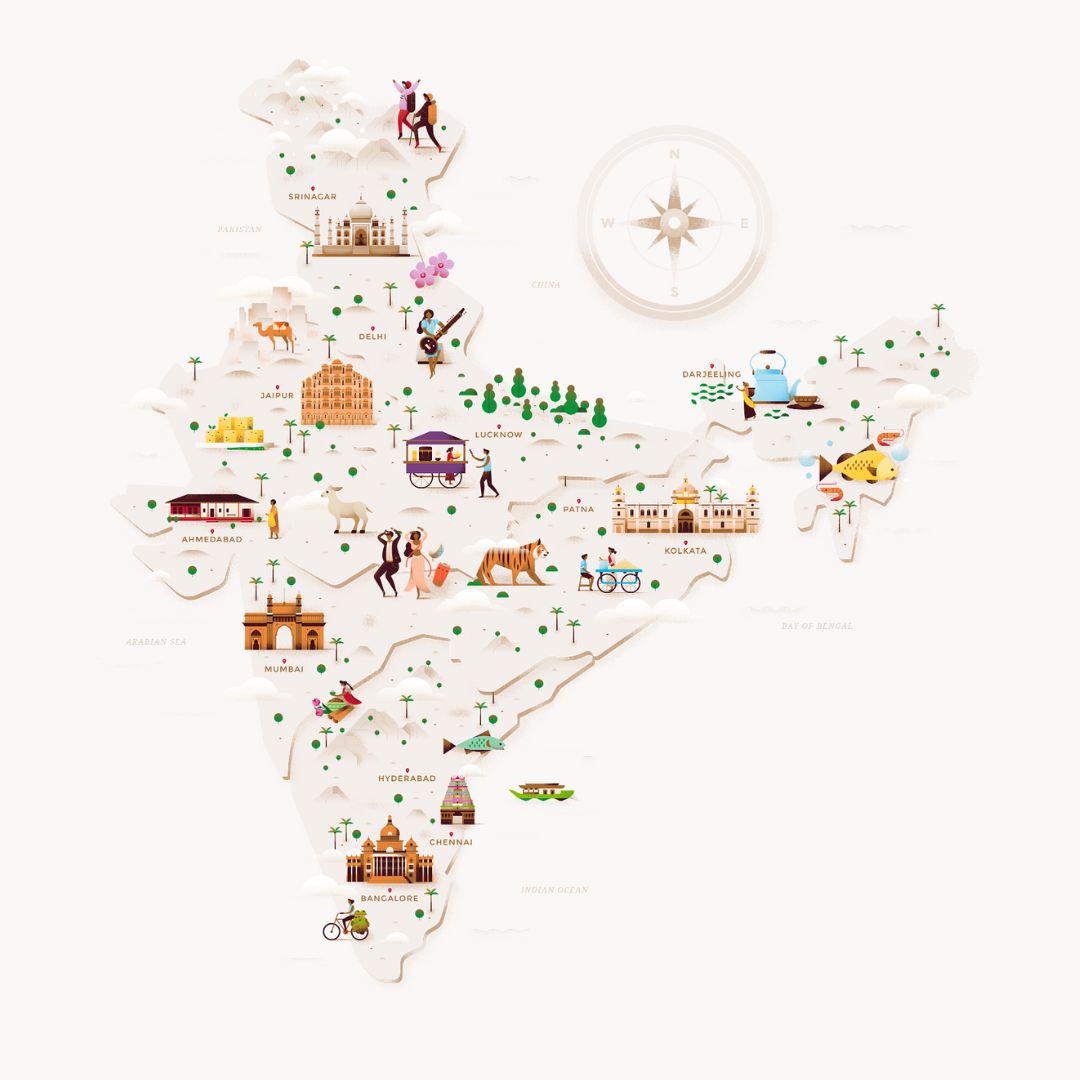 N
W
E
S
SRINAGAR
PAKISTAN
CHINA
DELHI
DARJEELING
JAIPUR
LUCKNOW
PATNA
AHMEDABAD
KOLKATA
BAY OF BENGAL
ARABIAN SEA
MUMBAI
HYDERABAD
CHENNAI
INDIAN OCEAN
BANGALORE